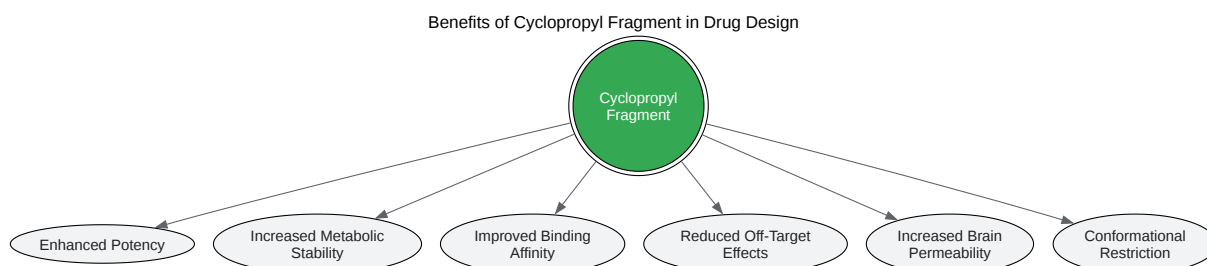 Benefits of Cyclopropyl Fragment in Drug Design
Cyclopropyl
Fragment
Enhanced Potency
Increased Metabolic
Stability
Improved Binding
Affinity
Reduced Off-Target
Effects
Increased Brain
Permeability
Conformational
Restriction